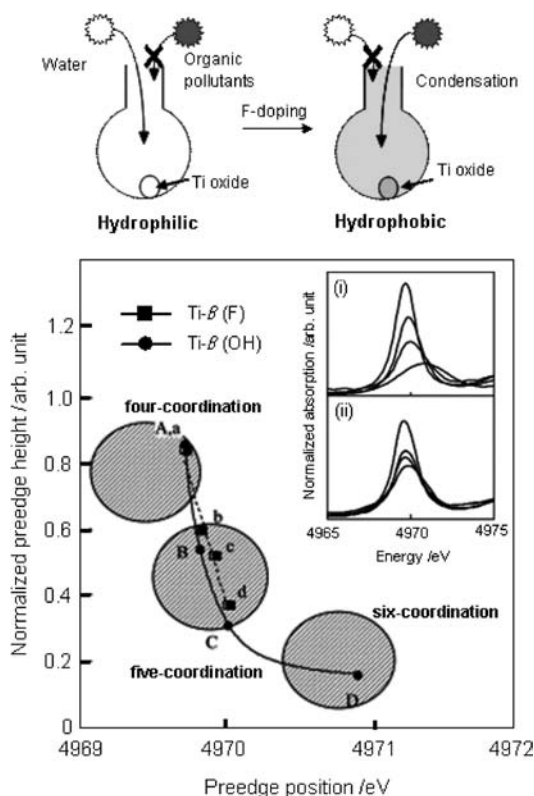 Water
Organic
pollutants
Condensation
F-doping
Ti oxide
Ti oxide
Hydrophilic
Hydrophobic
Normalized preedge height /arb. unit
1.2
1.0
0.8
0.6
0.4
0.2
0
Ti-β (F)
Ti-β (OH)
four-coordination
A,a
b
B
c
d
C
five-coordination
six-coordination
D
(i)
(ii)
Normalized absorption /arb. unit
4965
4970
4975
Energy /eV
4969
4970
4971
4972
Preedge position /eV